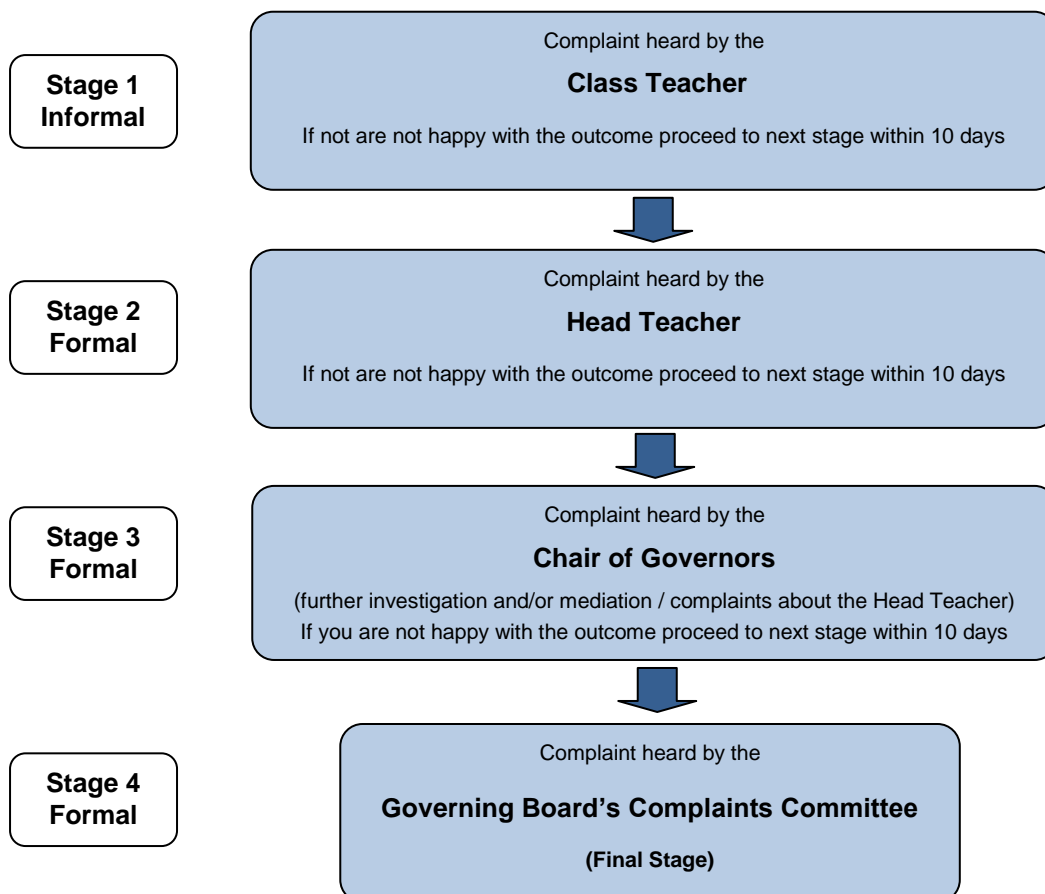 Stage 1
Informal
Complaint heard by the
Class Teacher
If not are not happy with the outcome proceed to next stage within 10 days
Stage 2
Formal
Complaint heard by the
Head Teacher
If not are not happy with the outcome proceed to next stage within 10 days
Stage 3
Formal
Complaint heard by the
Chair of Governors
(further investigation and/or mediation / complaints about the Head Teacher)
If you are not happy with the outcome proceed to next stage within 10 days
Stage 4
Formal
Complaint heard by the
Governing Board’s Complaints Committee
(Final Stage)